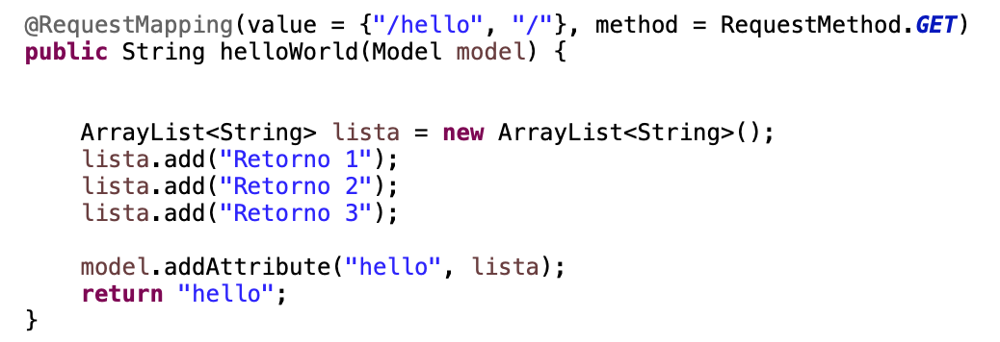 @RequestMapping(value = {"/hello", "/"}, method = RequestMethod.GET)
public String helloWorld(Model model) {
ArrayList<String> lista = new ArrayList<String>();
lista.add("Retorno 1");
lista.add("Retorno 2");
lista.add("Retorno 3");
model.addAttribute("hello", lista);
return "hello";
}